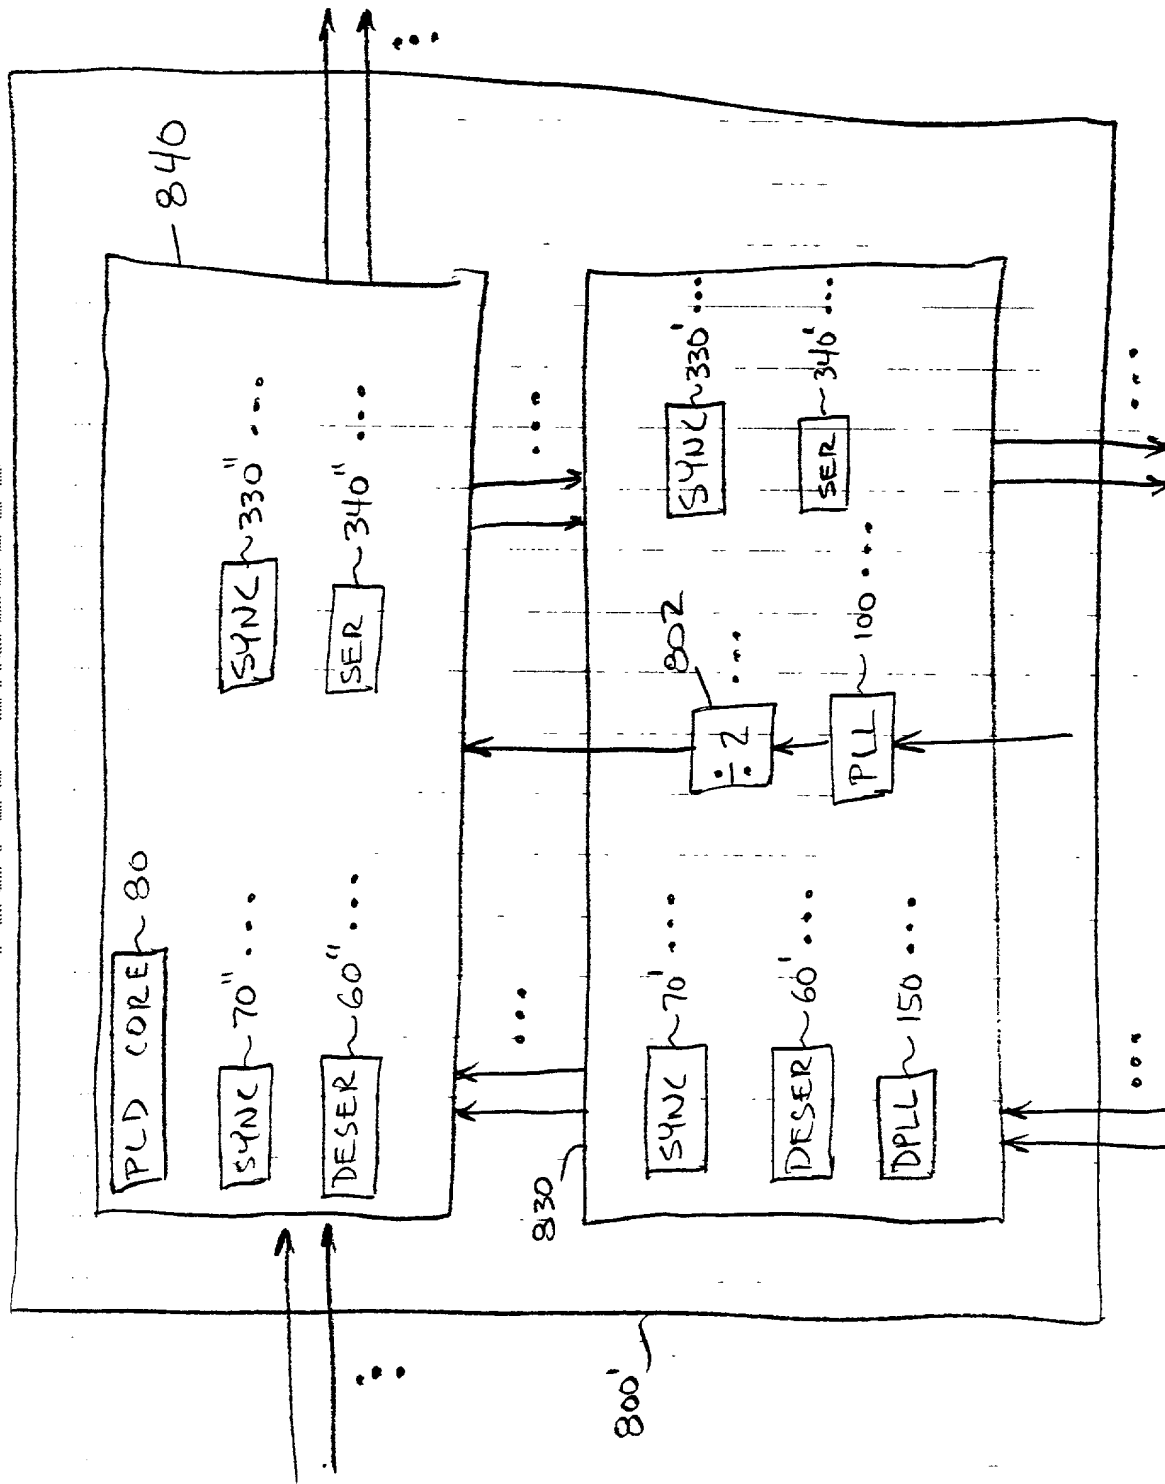 840
PLD CORE 80
SYNC 70" ... SYNC 330" ...
DESER 60" ... SER 340" ...
... ...
830
SYNC 70' ... ÷2 802 ... SYNC 330' ...
DESER 60' ... PLL 100 ... SER 340' ...
DPLL 150 ...
800'